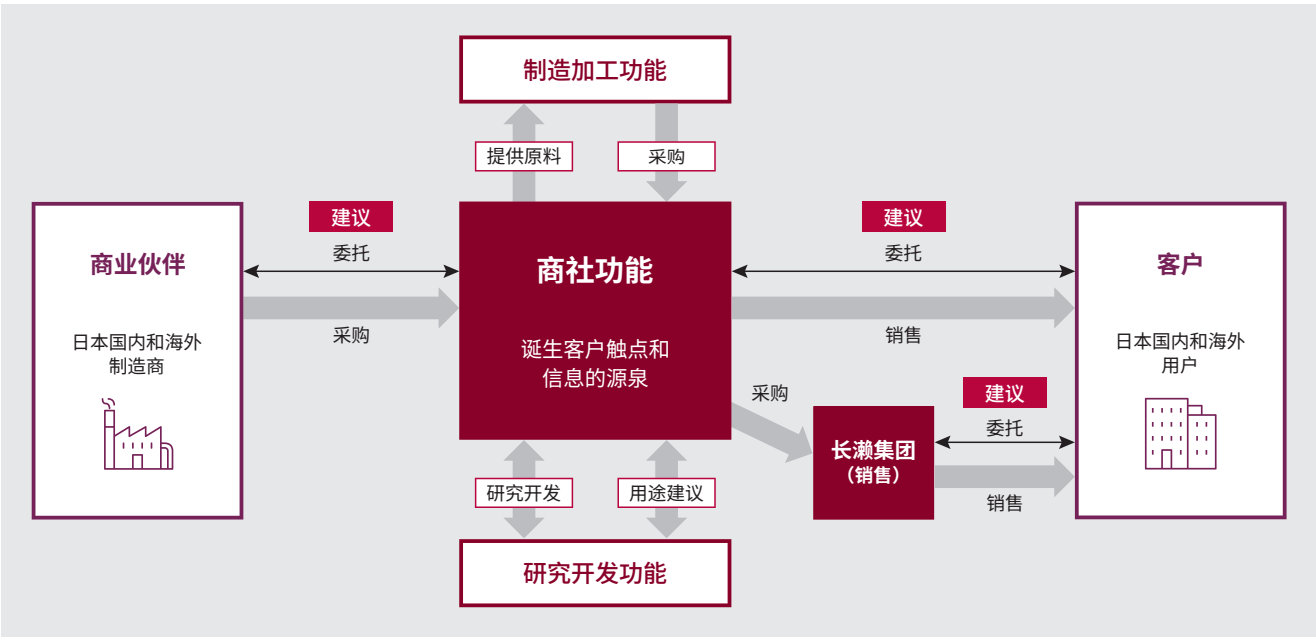 制造加工功能
提供原料
采购
商业伙伴
日本国内和海外
制造商
建议
委托
采购
商社功能
诞生客户触点和
信息的源泉
建议
委托
销售
客户
日本国内和海外
用户
采购
长濑集团
（销售）
建议
委托
销售
研究开发
用途建议
研究开发功能